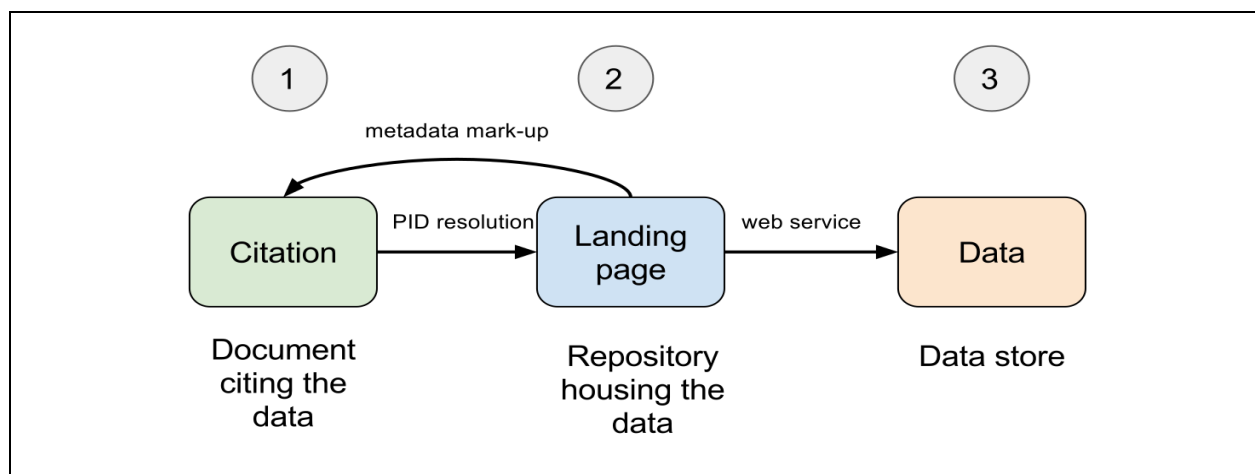 1
2
3
metadata mark-up
PID resolution
web service
Citation
Landing
page
Data
Document
citing the
data
Repository
housing the
data
Data store